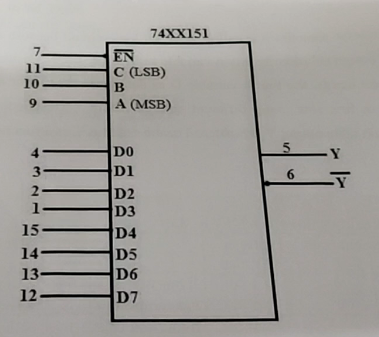 74XX151
7 EN
11 C (LSB)
10 B
9 A (MSB)
4 D0
3 D1
2 D2
1 D3
15 D4
14 D5
13 D6
12 D7
5 Y
6 Y